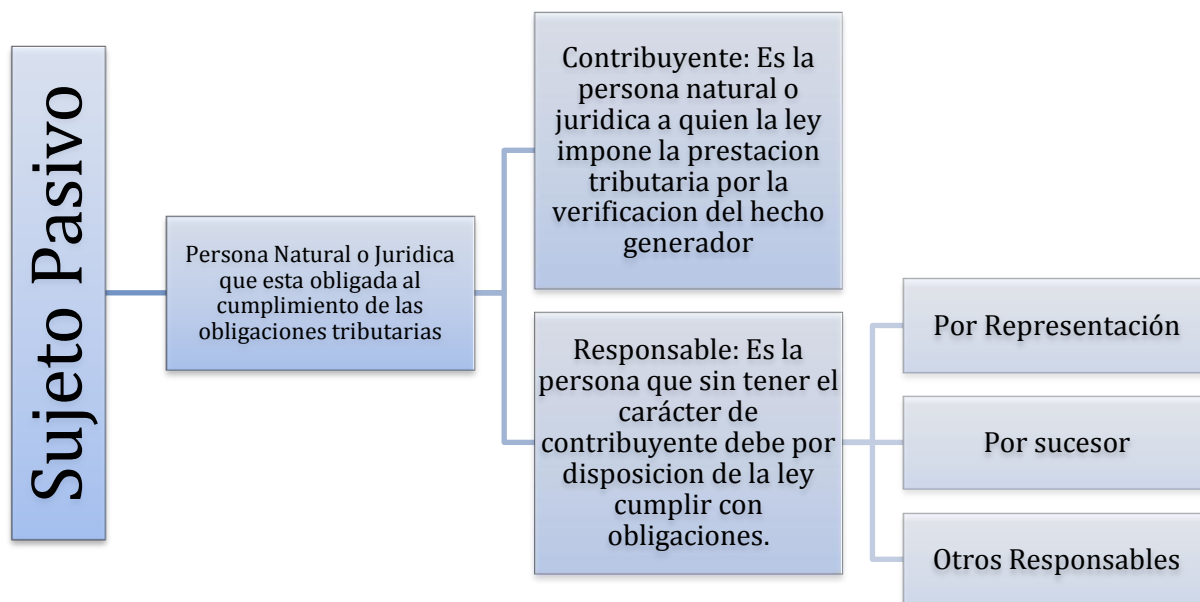 Sujeto Pasivo
Persona Natural o Juridica
que esta obligada al
cumplimiento de las
obligaciones tributarias
Contribuyente: Es la
persona natural o
juridica a quien la ley
impone la prestacion
tributaria por la
verificacion del hecho
generador
Responsable: Es la
persona que sin tener el
carácter de
contribuyente debe por
disposicion de la ley
cumplir con
obligaciones.
Por Representación
Por sucesor
Otros Responsables